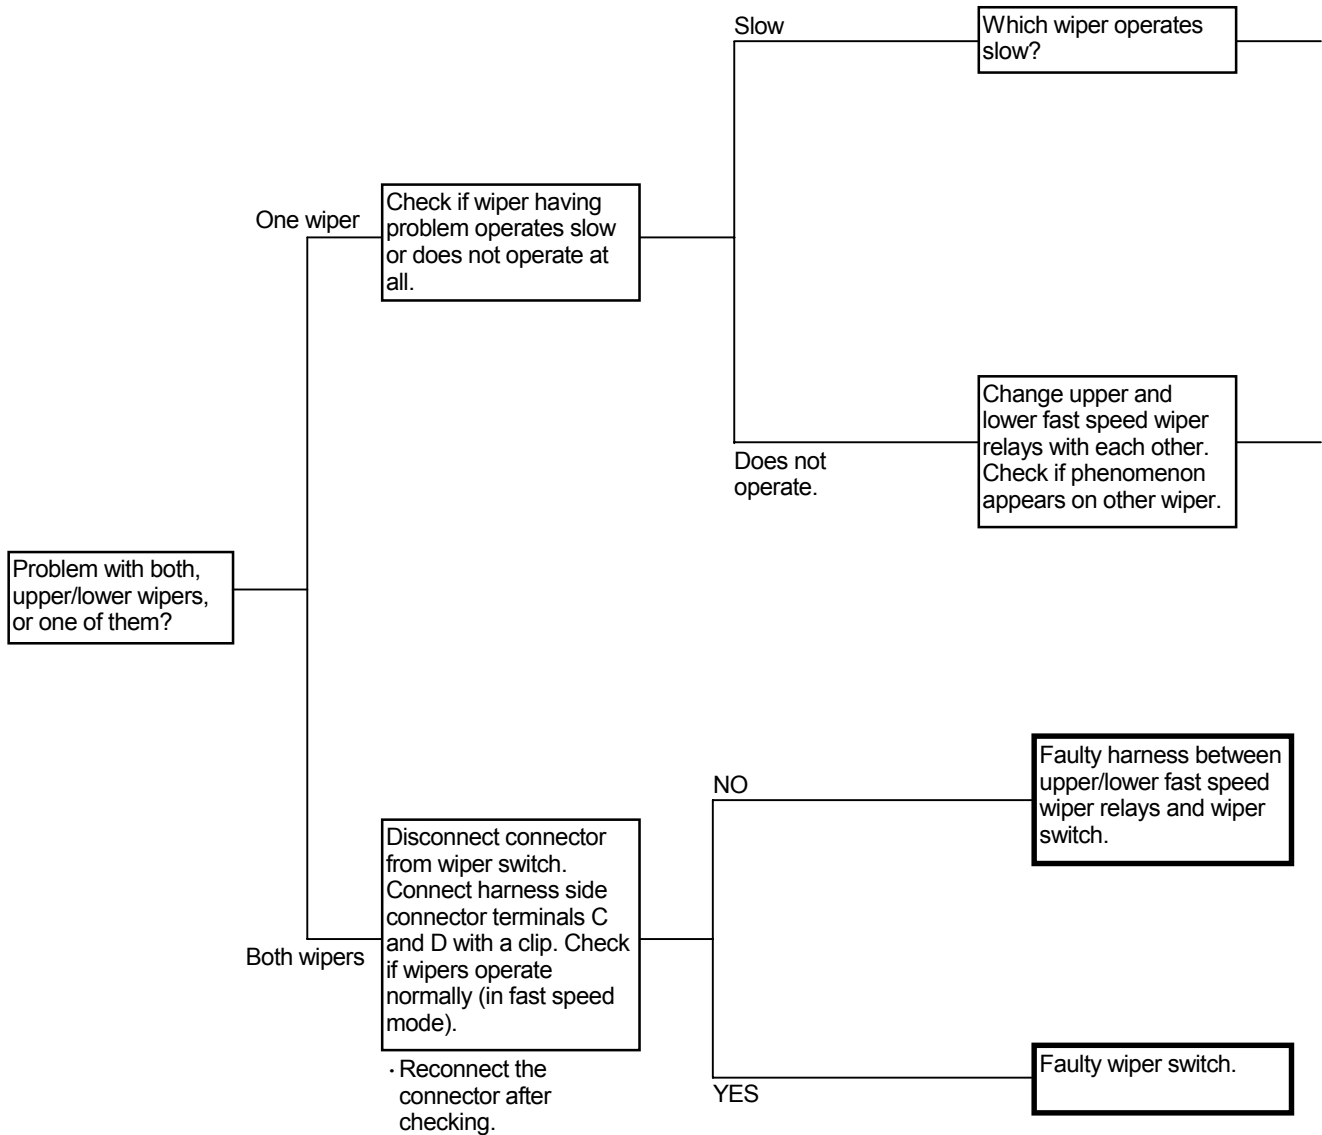 Slow
Which wiper operates
slow?
One wiper
Check if wiper having
problem operates slow
or does not operate at
all.
Does not
operate.
Change upper and
lower fast speed wiper
relays with each other.
Check if phenomenon
appears on other wiper.
Problem with both,
upper/lower wipers,
or one of them?
Both wipers
Disconnect connector
from wiper switch.
Connect harness side
connector terminals C
and D with a clip. Check
if wipers operate
normally (in fast speed
mode).
· Reconnect the
connector after
checking.
NO
Faulty harness between
upper/lower fast speed
wiper relays and wiper
switch.
YES
Faulty wiper switch.